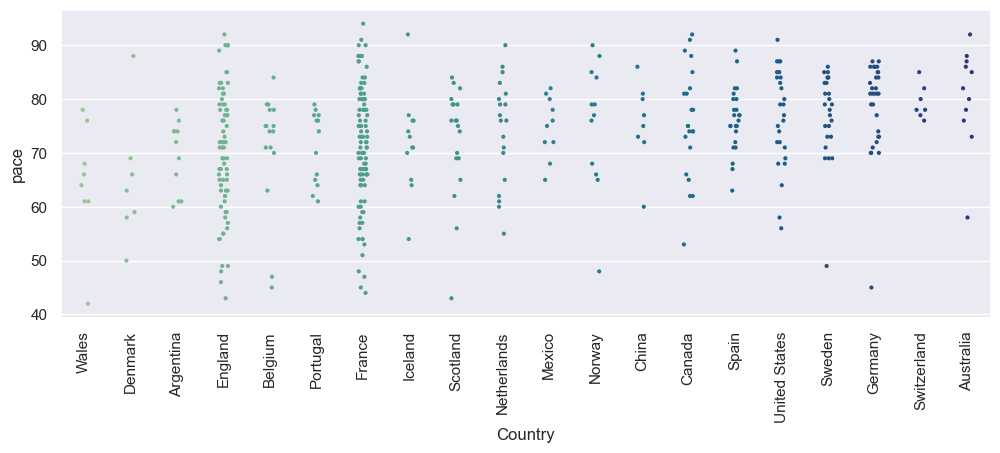 90
80
70
60
50
40
pace
Wales
Denmark
Argentina
England
Belgium
Portugal
France
Iceland
Scotland
Netherlands
Mexico
Norway
China
Canada
Spain
United States
Sweden
Germany
Switzerland
Australia
Country